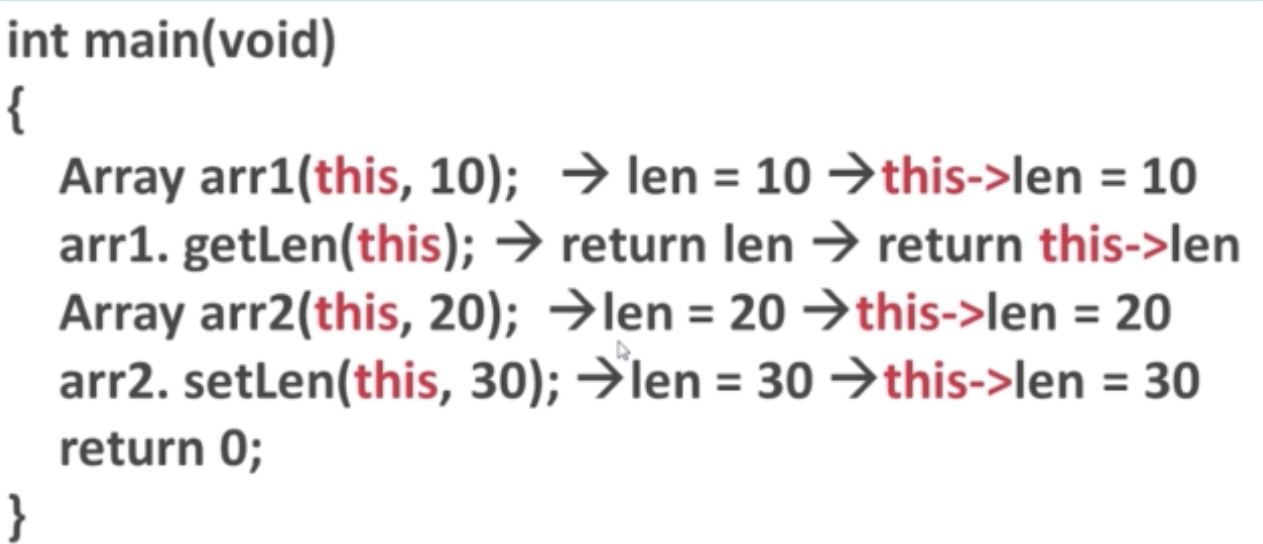 int main(void)
{
Array arr1(this, 10); → len = 10 →this->len = 10
arr1. getLen(this); → return len → return this->len
Array arr2(this, 20); →len = 20 →this->len = 20
arr2. setLen(this, 30); →len = 30 →this->len = 30
return 0;
}